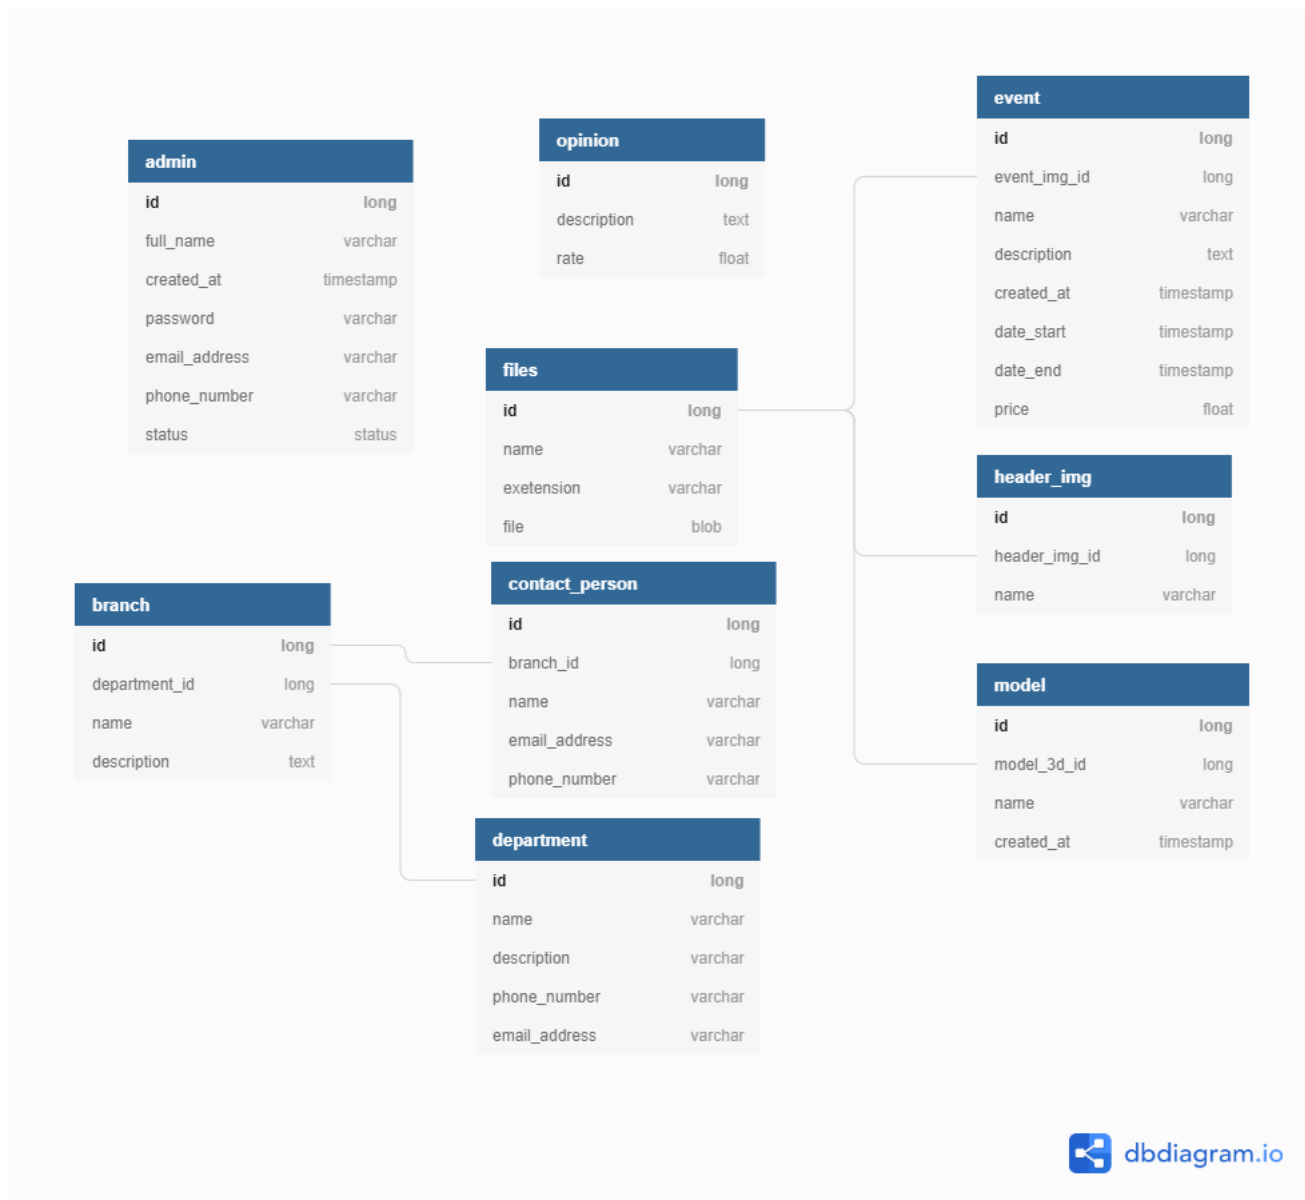 admin
id long
full_name varchar
created_at timestamp
password varchar
email_address varchar
phone_number varchar
status status
opinion
id long
description text
rate float
event
id long
event_img_id long
name varchar
description text
created_at timestamp
date_start timestamp
date_end timestamp
price float
files
id long
name varchar
exetension varchar
file blob
header_img
id long
header_img_id long
name varchar
branch
id long
department_id long
name varchar
description text
contact_person
id long
branch_id long
name varchar
email_address varchar
phone_number varchar
model
id long
model_3d_id long
name varchar
created_at timestamp
department
id long
name varchar
description varchar
phone_number varchar
email_address varchar
dbdiagram.io